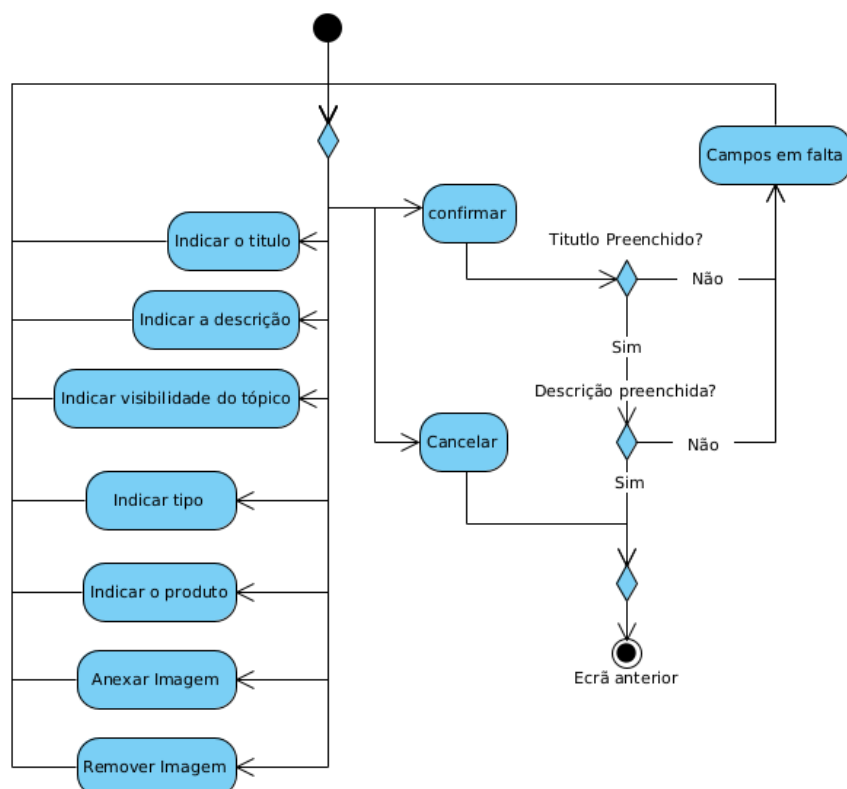 Campos em falta
confirmar
Indicar o titulo
Titutlo Preenchido?
Não
Indicar a descrição
Sim
Indicar visibilidade do tópico
Descrição preenchida?
Cancelar
Não
Sim
Indicar tipo
Indicar o produto
Anexar Imagem
Ecrã anterior
Remover Imagem